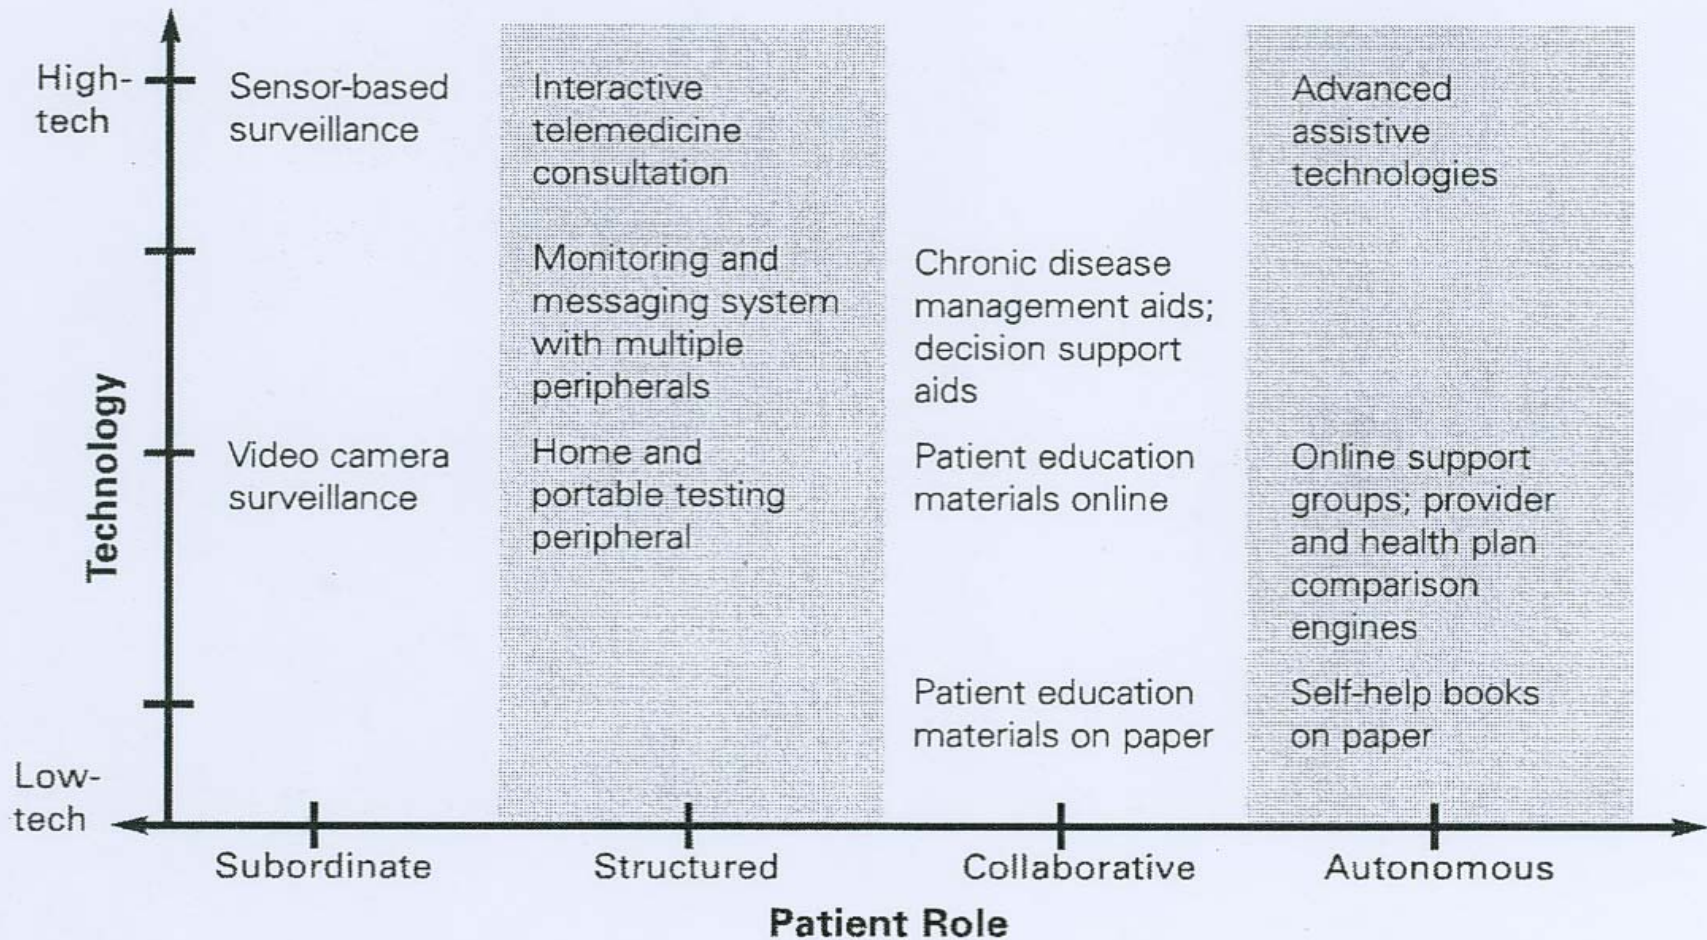 High-
tech
Sensor-based
surveillance
Interactive
telemedicine
consultation
Advanced
assistive
technologies
Monitoring and
messaging system
with multiple
peripherals
Chronic disease
management aids;
decision support
aids
Technology
Video camera
surveillance
Home and
portable testing
peripheral
Patient education
materials online
Online support
groups; provider
and health plan
comparison
engines
Patient education
materials on paper
Self-help books
on paper
Low-
tech
Subordinate
Structured
Collaborative
Autonomous
Patient Role